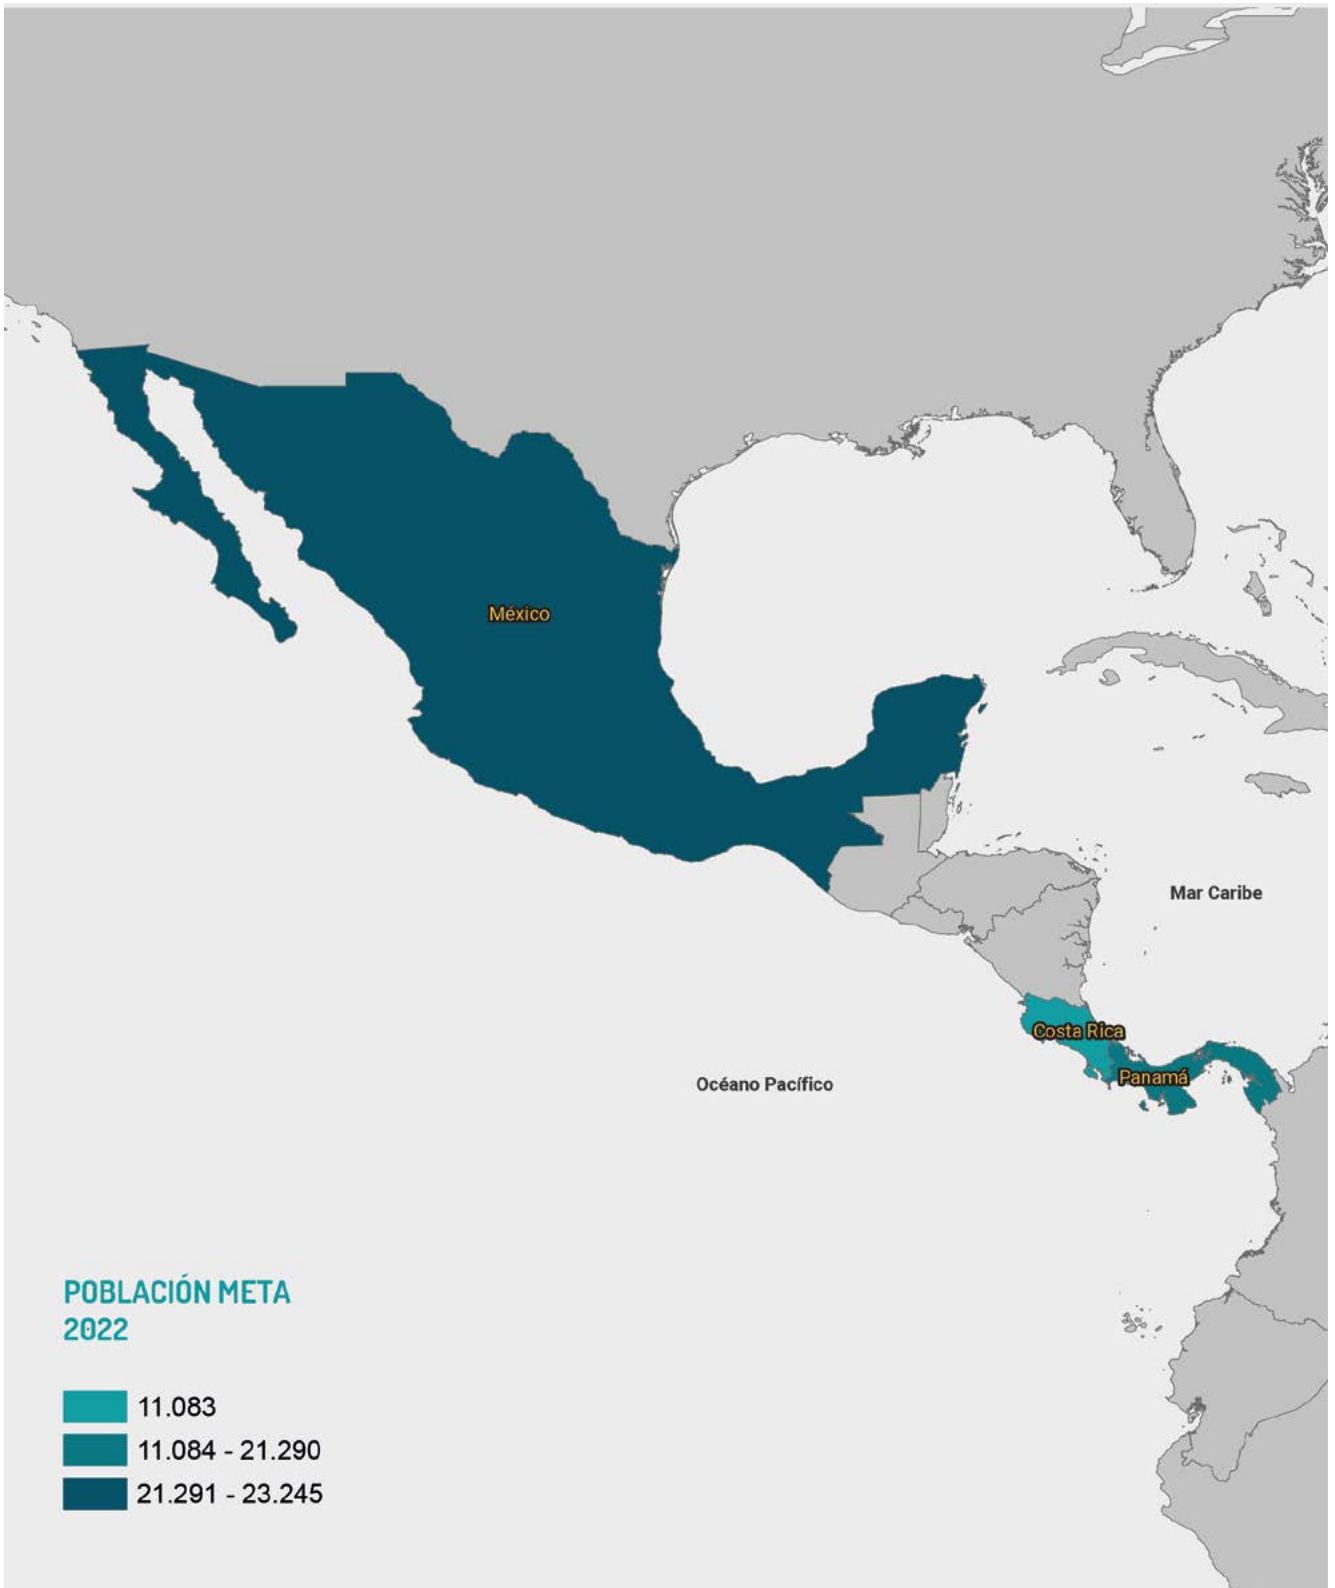 México
Mar Caribe
Costa Rica
Panamá
Océano Pacífico
POBLACIÓN META
2022
11.083
11.084 - 21.290
21.291 - 23.245